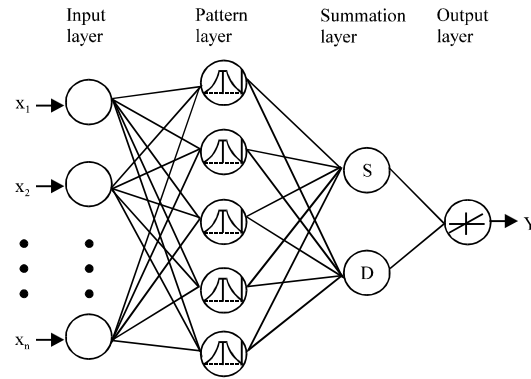 Input layer
Pattern layer
Summation layer
Output layer
x₁
x₂
xₙ
S
D
Y